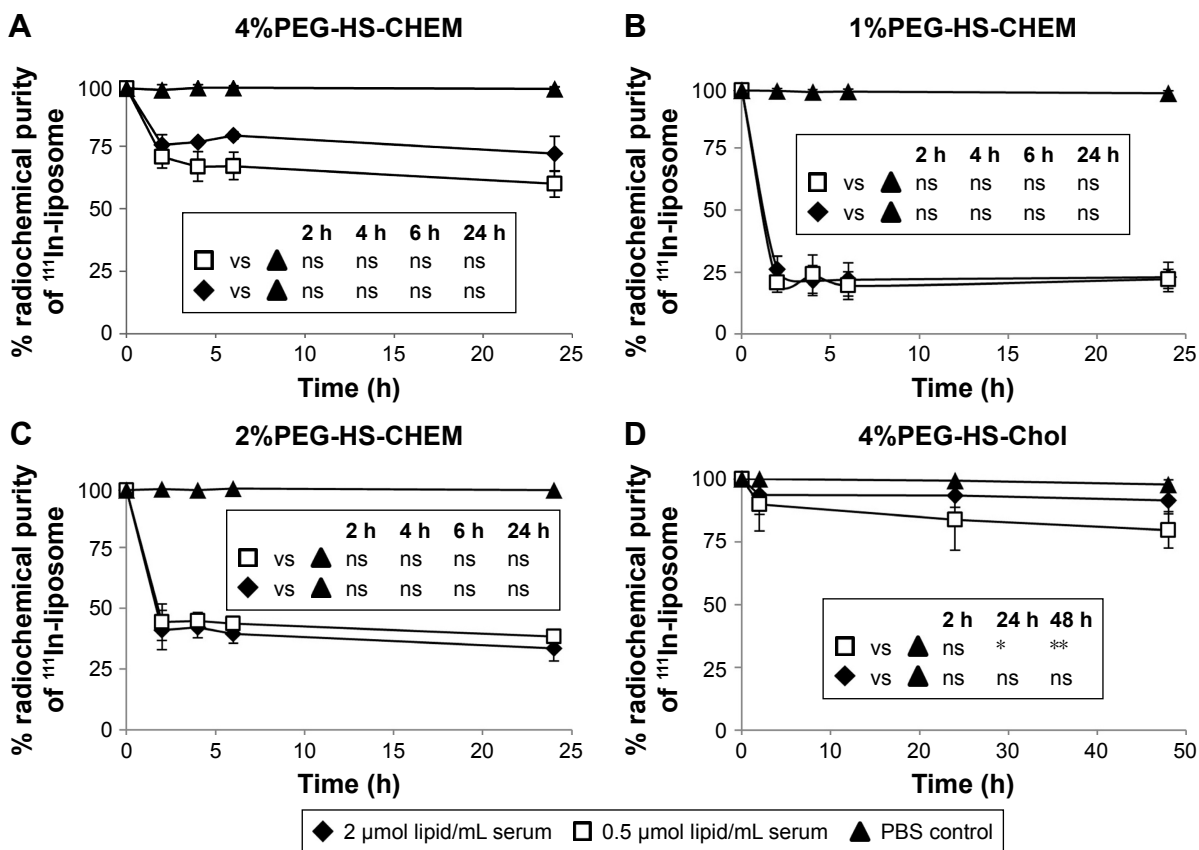 A 4%PEG-HS-CHEM
% radiochemical purity
of ¹¹¹In-liposome
100
75
50
25
0
2 h 4 h 6 h 24 h
□ vs ▲ ns ns ns ns
◆ vs ▲ ns ns ns ns
0 5 10 15 20 25
Time (h)
B 1%PEG-HS-CHEM
% radiochemical purity
of ¹¹¹In-liposome
100
75
50
25
0
2 h 4 h 6 h 24 h
□ vs ▲ ns ns ns ns
◆ vs ▲ ns ns ns ns
0 5 10 15 20 25
Time (h)
C 2%PEG-HS-CHEM
% radiochemical purity
of ¹¹¹In-liposome
100
75
50
25
0
2 h 4 h 6 h 24 h
□ vs ▲ ns ns ns ns
◆ vs ▲ ns ns ns ns
0 5 10 15 20 25
Time (h)
D 4%PEG-HS-Chol
% radiochemical purity
of ¹¹¹In-liposome
100
75
50
25
0
2 h 24 h 48 h
□ vs ▲ ns * **
◆ vs ▲ ns ns ns
0 10 20 30 40 50
Time (h)
◆ 2 µmol lipid/mL serum □ 0.5 µmol lipid/mL serum ▲ PBS control